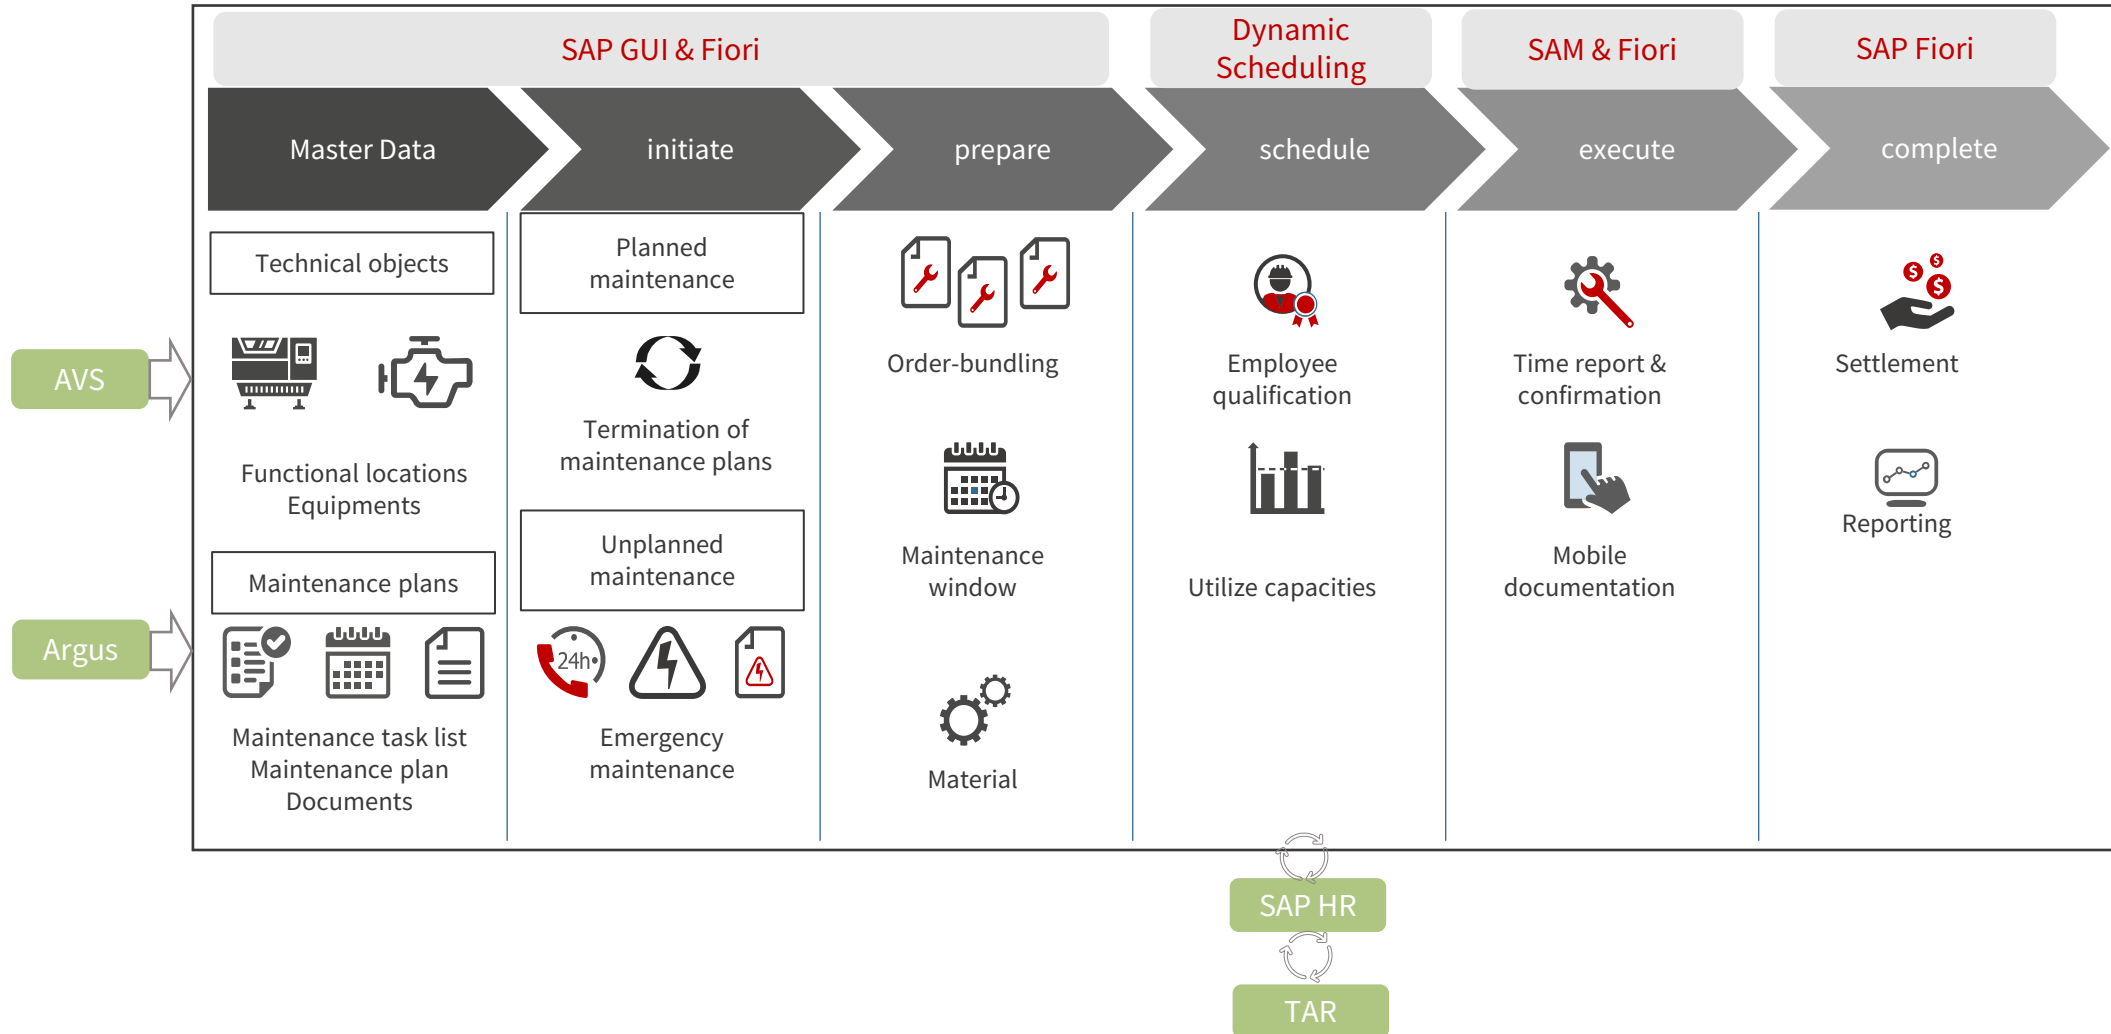 SAP GUI & Fiori
Dynamic
Scheduling
SAM & Fiori
SAP Fiori
Master Data
initiate
prepare
schedule
execute
complete
AVS
Argus
Technical objects
Functional locations
Equipments
Maintenance plans
Maintenance task list
Maintenance plan
Documents
Planned
maintenance
Termination of
maintenance plans
Unplanned
maintenance
24h
Emergency
maintenance
Order-bundling
Maintenance
window
Material
Employee
qualification
Utilize capacities
Time report &
confirmation
Mobile
documentation
$
$
$
Settlement
Reporting
SAP HR
TAR